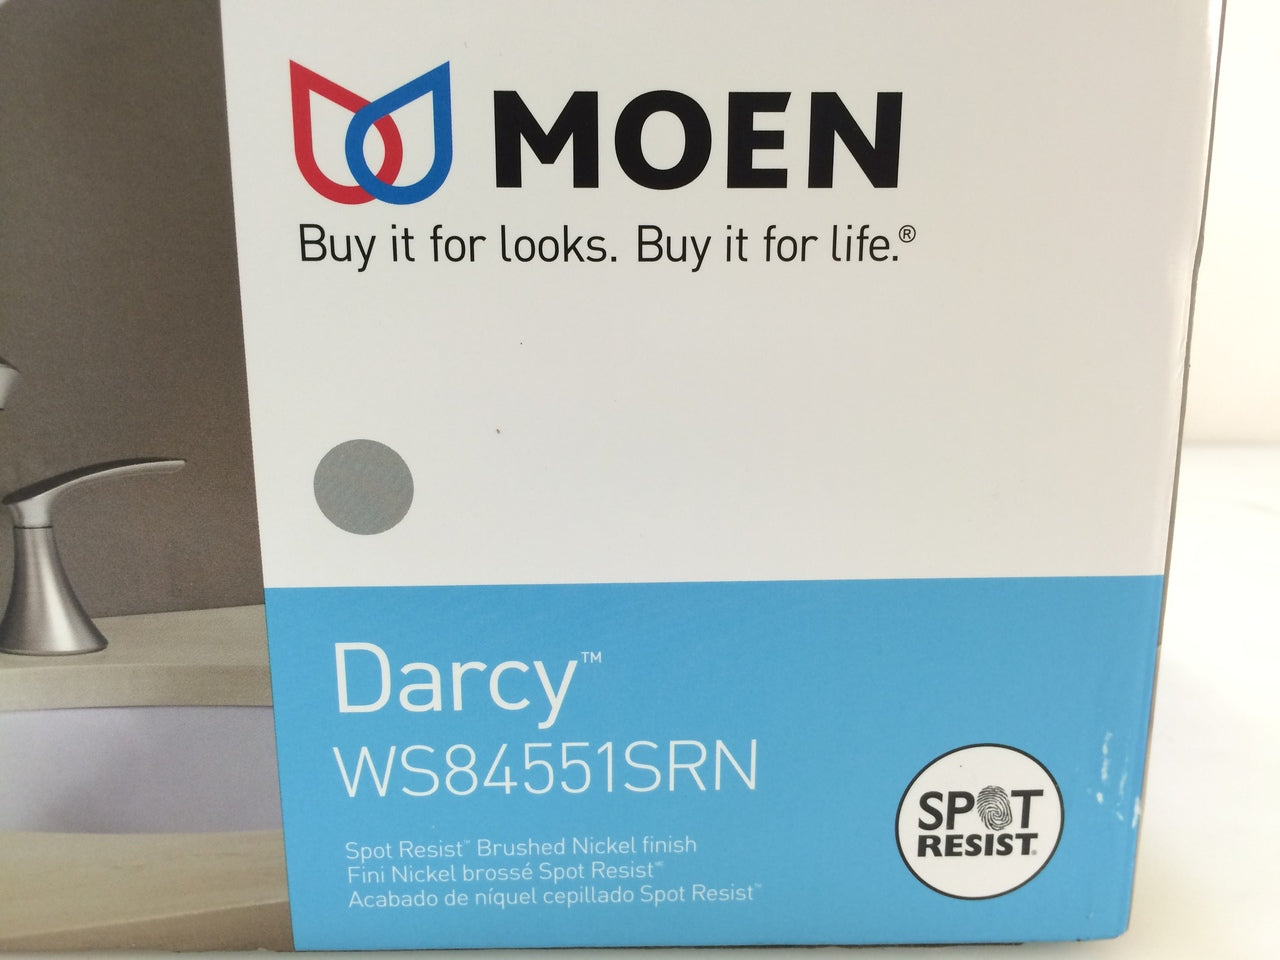 MOEN
Buy it for looks. Buy it for life.®
Darcy™
WS84551SRN
Spot Resist™ Brushed Nickel finish
Fini Nickel brossé Spot Resist™
Acabado de níquel cepillado Spot Resist™
SPOT
RESIST.